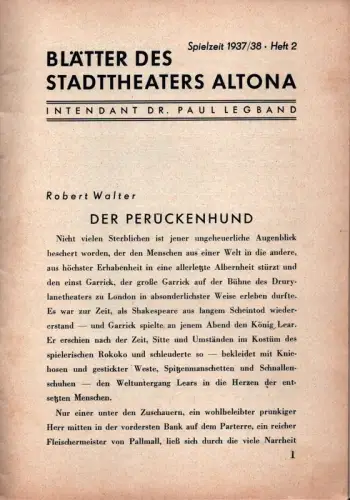 Spielzeit 1937/38 • Heft 2
BLÄTTER DES
STADTTHEATERS ALTONA
INTENDANT DR. PAUL LEGBAND
Robert Walter
DER PERÜCKENHUND
Nicht vielen Sterblichen ist jener ungeheuerliche Augenblick
beschert worden, der den Menschen aus einer Welt in die andere,
aus höchster Erhabenheit in eine allerletzte Albernheit stürzt und
den einst Garrick, der große Garrick auf der Bühne des Drury-
lanetheaters zu London in absonderlichster Weise erleben durfte.
Es war zur Zeit, als Shakespeare aus langem Scheintod wieder-
erstand — und Garrick spielte an jenem Abend den König Lear.
Er erschien nach der Zeit, Sitte und Umständen im Kostüm des
spielerischen Rokoko und schleuderte so — bekleidet mit Knie-
hosen und gestickter Weste, Spitzenmanschetten und Schnallen-
schuhen — den Weltuntergang Lears in die Herzen der ent-
setzten Menschen.
Nur einer unter den Zuschauern, ein wohlbeleibter prunkiger
Herr mitten in der vordersten Bank auf dem Parterre, ein reicher
Fleischermeister von Pallmall, ließ sich durch die viele Narrheit
1